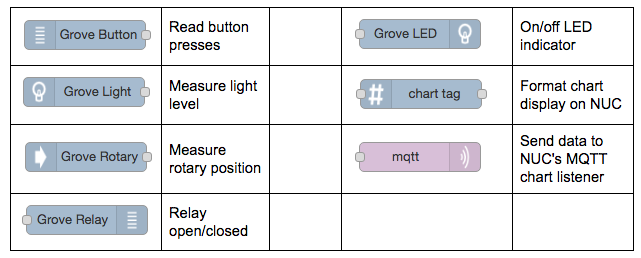 Grove Button
Read button
presses
Grove LED
On/off LED
indicator
Grove Light
Measure light
level
# chart tag
Format chart
display on NUC
Grove Rotary
Measure
rotary position
mqtt
Send data to
NUC's MQTT
chart listener
Grove Relay
Relay
open/closed